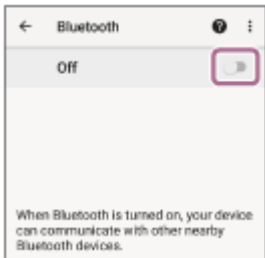 Bluetooth
Off
When Bluetooth is turned on, your device
can communicate with other nearby
Bluetooth devices.